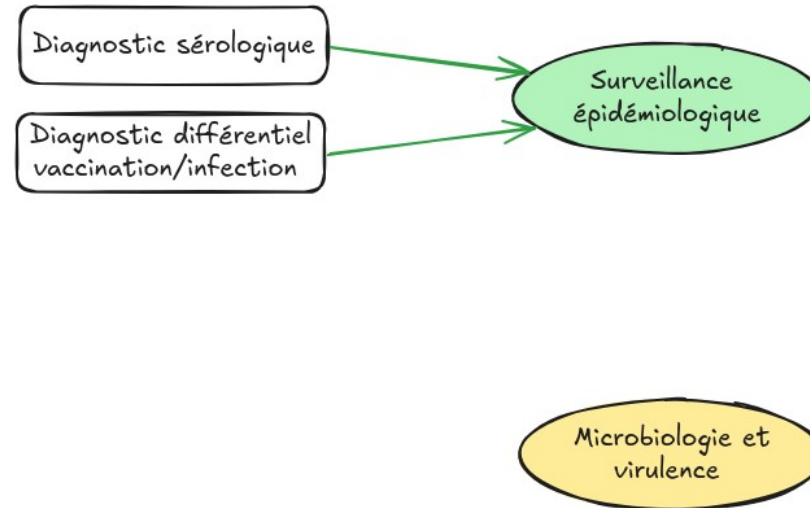 Diagnostic sérologique
Surveillance
épidémiologique
Diagnostic différentiel
vaccination/infection
Microbiologie et
virulence